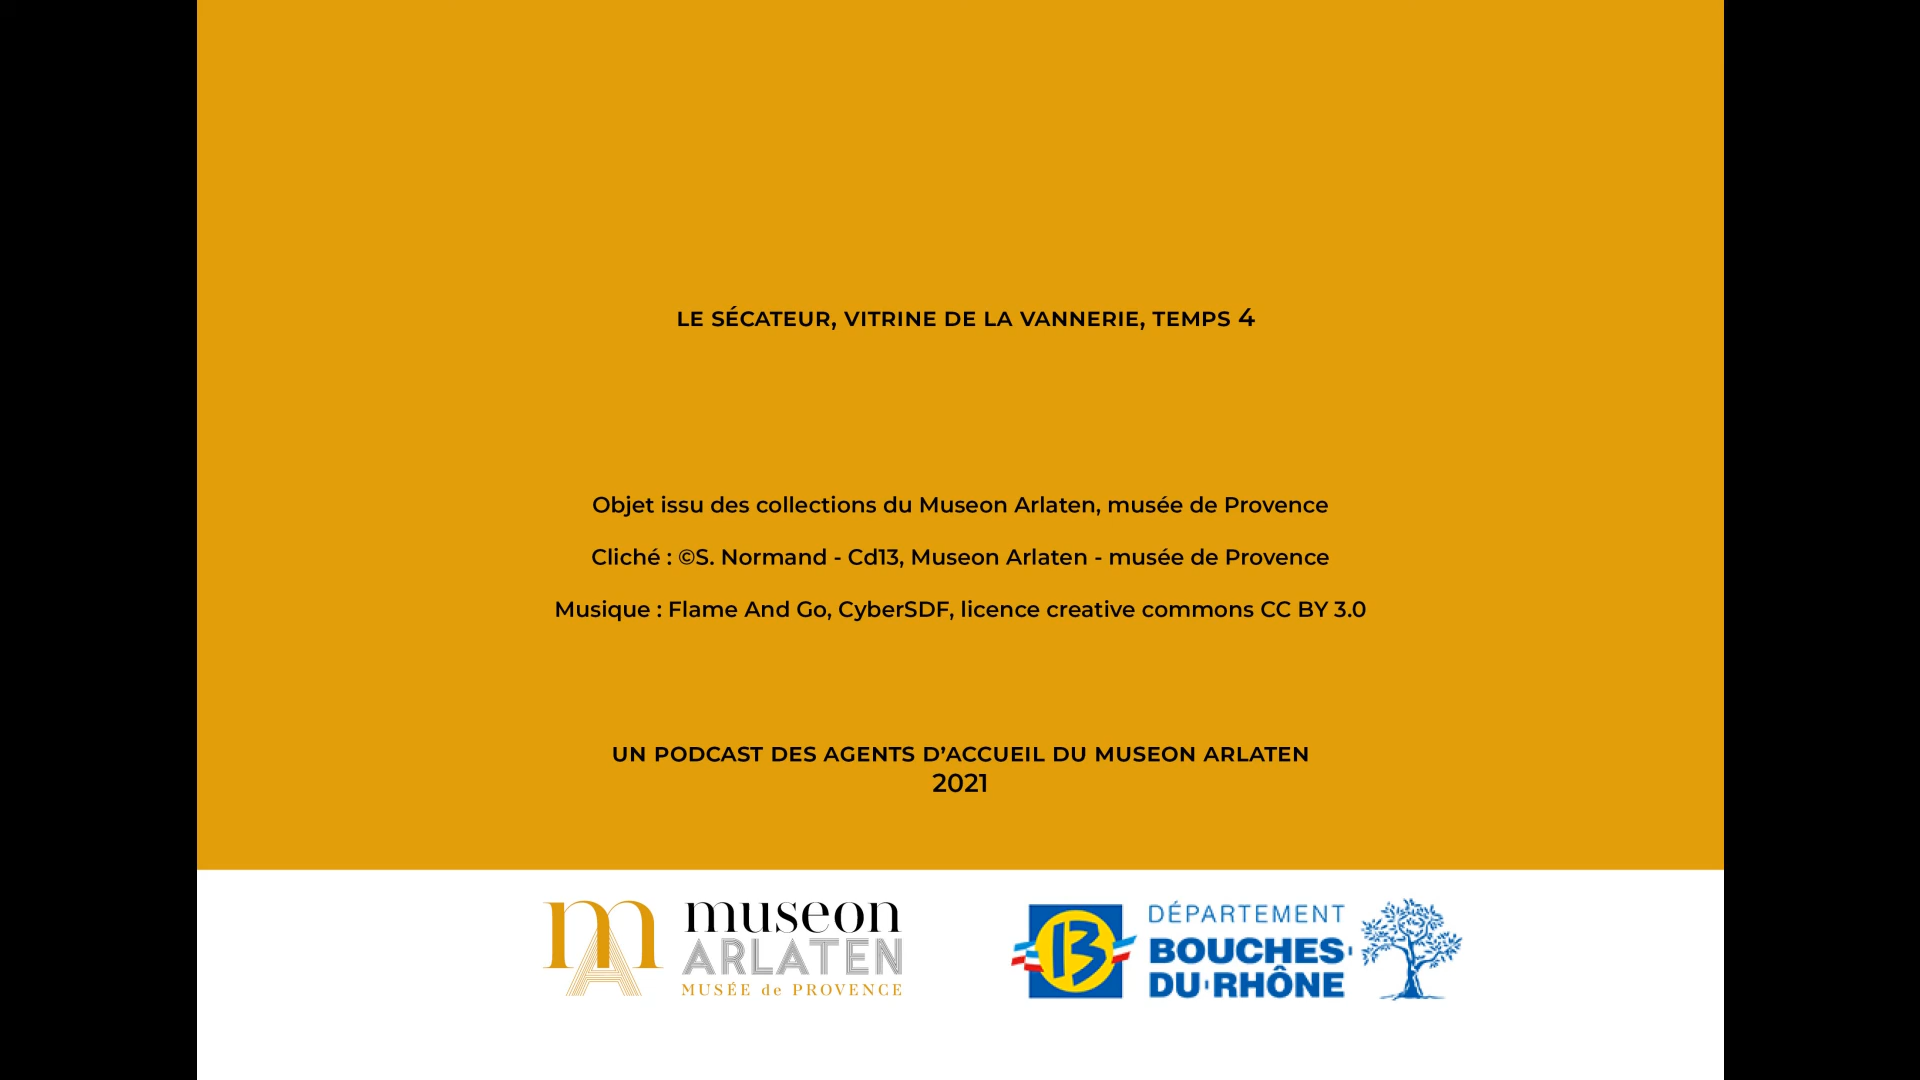 LE SÉCATEUR, VITRINE DE LA VANNERIE, TEMPS 4
Objet issu des collections du Museon Arlaten, musée de Provence
Cliché : ©S. Normand - Cd13, Museon Arlaten - musée de Provence
Musique : Flame And Go, CyberSDF, licence creative commons CC BY 3.0
UN PODCAST DES AGENTS D’ACCUEIL DU MUSEON ARLATEN
2021
mA
museon
ARLATEN
MUSÉE de PROVENCE
13
DÉPARTEMENT
BOUCHES-
DU-RHÔNE